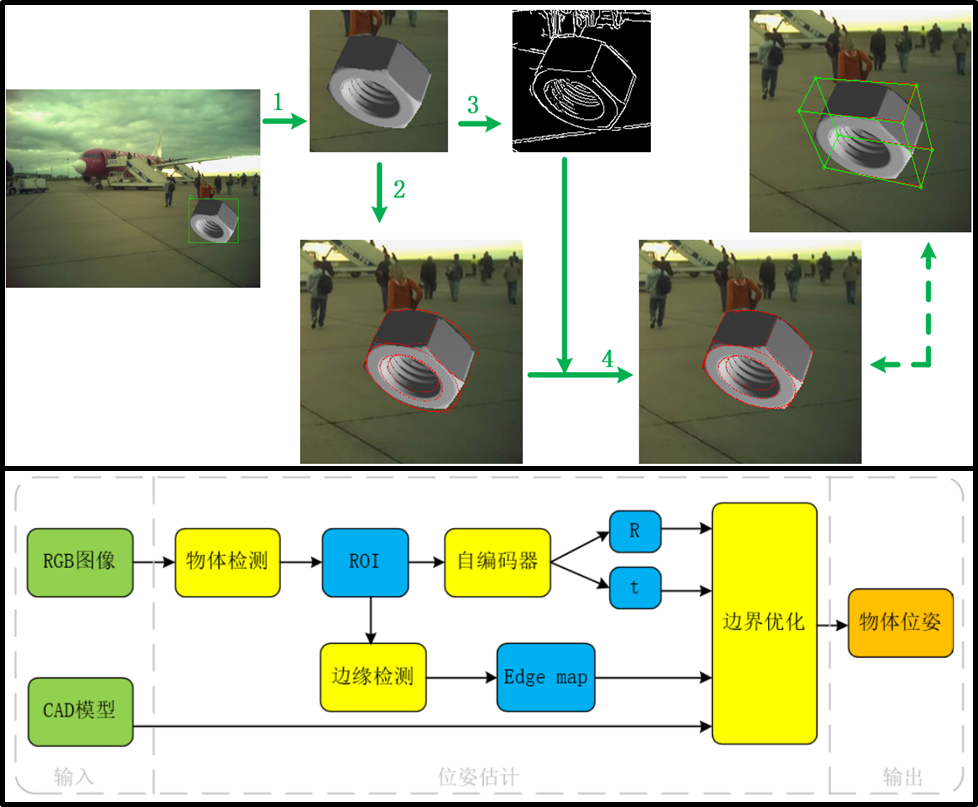 1
3
2
4
RGB图像
物体检测
ROI
自编码器
R
t
边界优化
物体位姿
边缘检测
Edge map
CAD模型
输入
位姿估计
输出